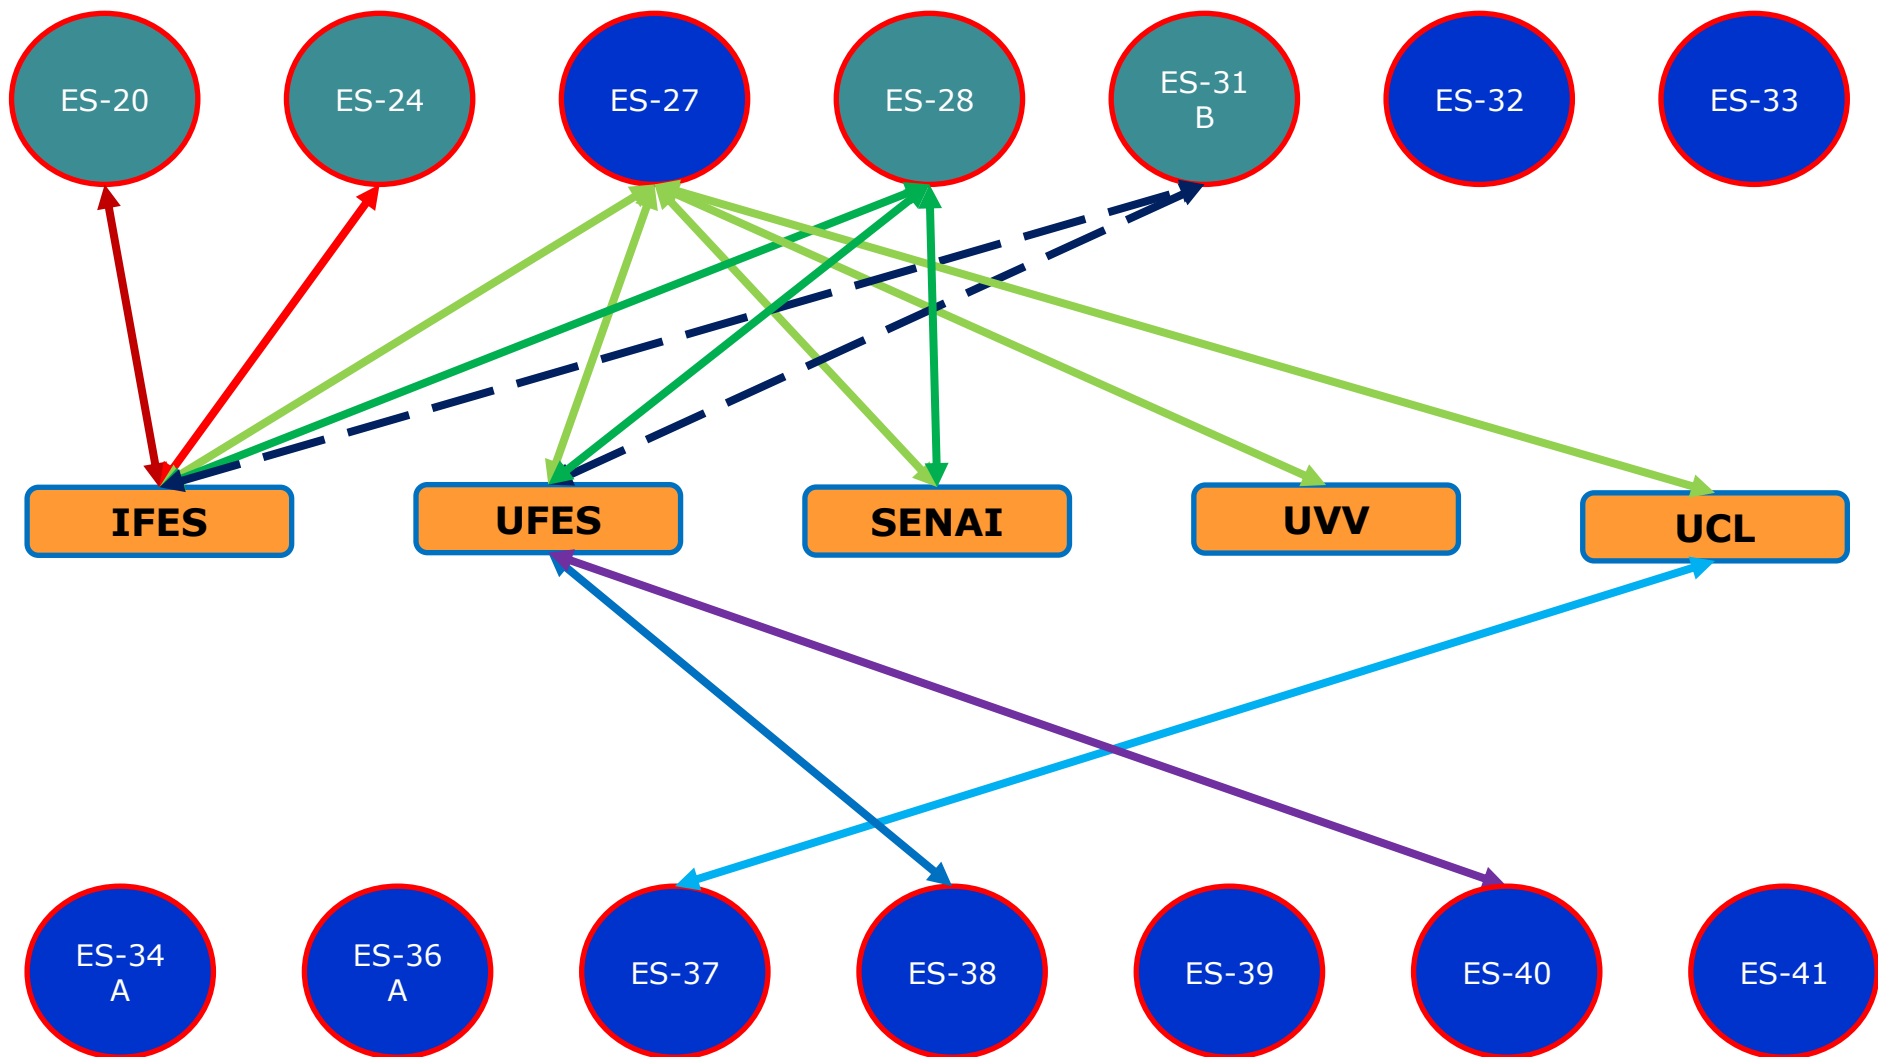 ES-20
ES-24
ES-27
ES-28
ES-31
B
ES-32
ES-33
IFES
UFES
SENAI
UVV
UCL
ES-34
A
ES-36
A
ES-37
ES-38
ES-39
ES-40
ES-41